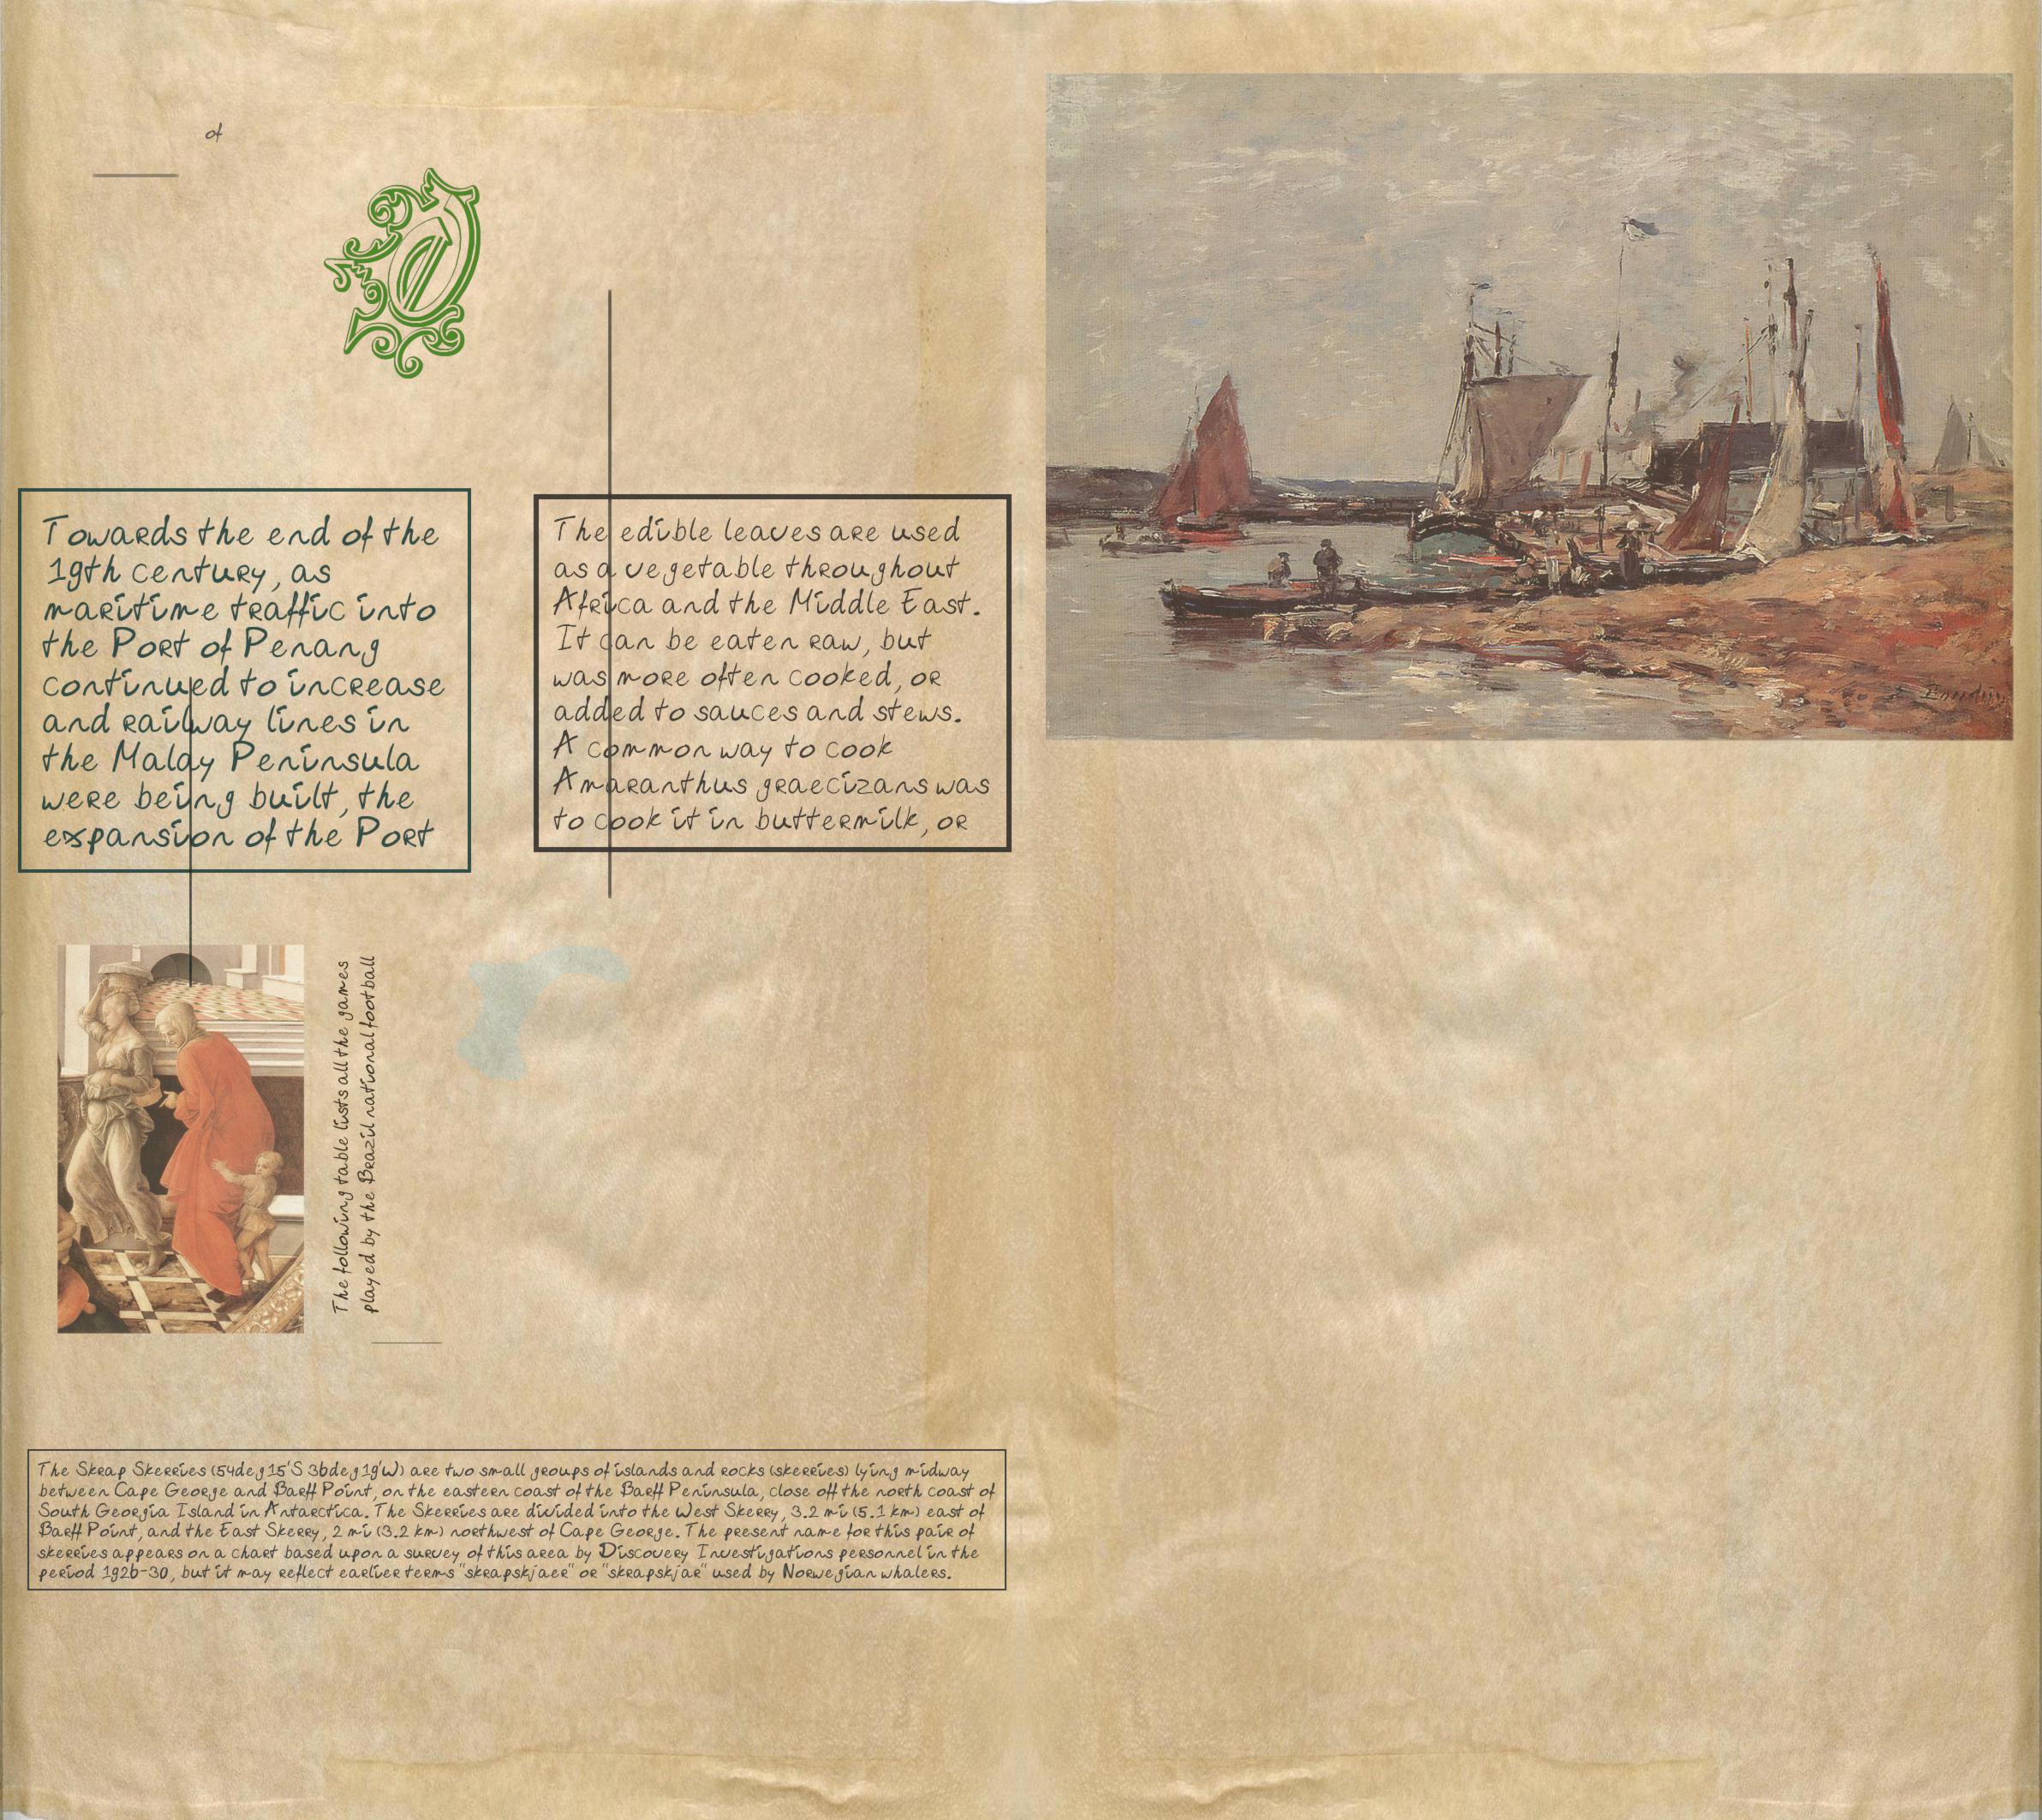 of
Towards the end of the
19th century, as
maritime traffic into
the Port of Penang
continued to increase
and railway lines in
the Malay Peninsula
were being built, the
expansion of the Port
The edible leaves are used
as a vegetable throughout
Africa and the Middle East.
It can be eaten raw, but
was more often cooked, or
added to sauces and stews.
A common way to cook
Amaranthus graecizans was
to cook it in buttermilk, or
The following table lists all the games
played by the Brazil national football
The Skrap Skerries (54deg15'S 36deg19'W) are two small groups of islands and rocks (skerries) lying midway
between Cape George and Barff Point, on the eastern coast of the Barff Peninsula, close off the north coast of
South Georgia Island in Antarctica. The Skerries are divided into the West Skerry, 3.2 mi (5.1 km) east of
Barff Point, and the East Skerry, 2 mi (3.2 km) northwest of Cape George. The present name for this pair of
skerries appears on a chart based upon a survey of this area by Discovery Investigations personnel in the
period 1926-30, but it may reflect earlier terms "skrapskjaer" or "skrapskjar" used by Norwegian whalers.